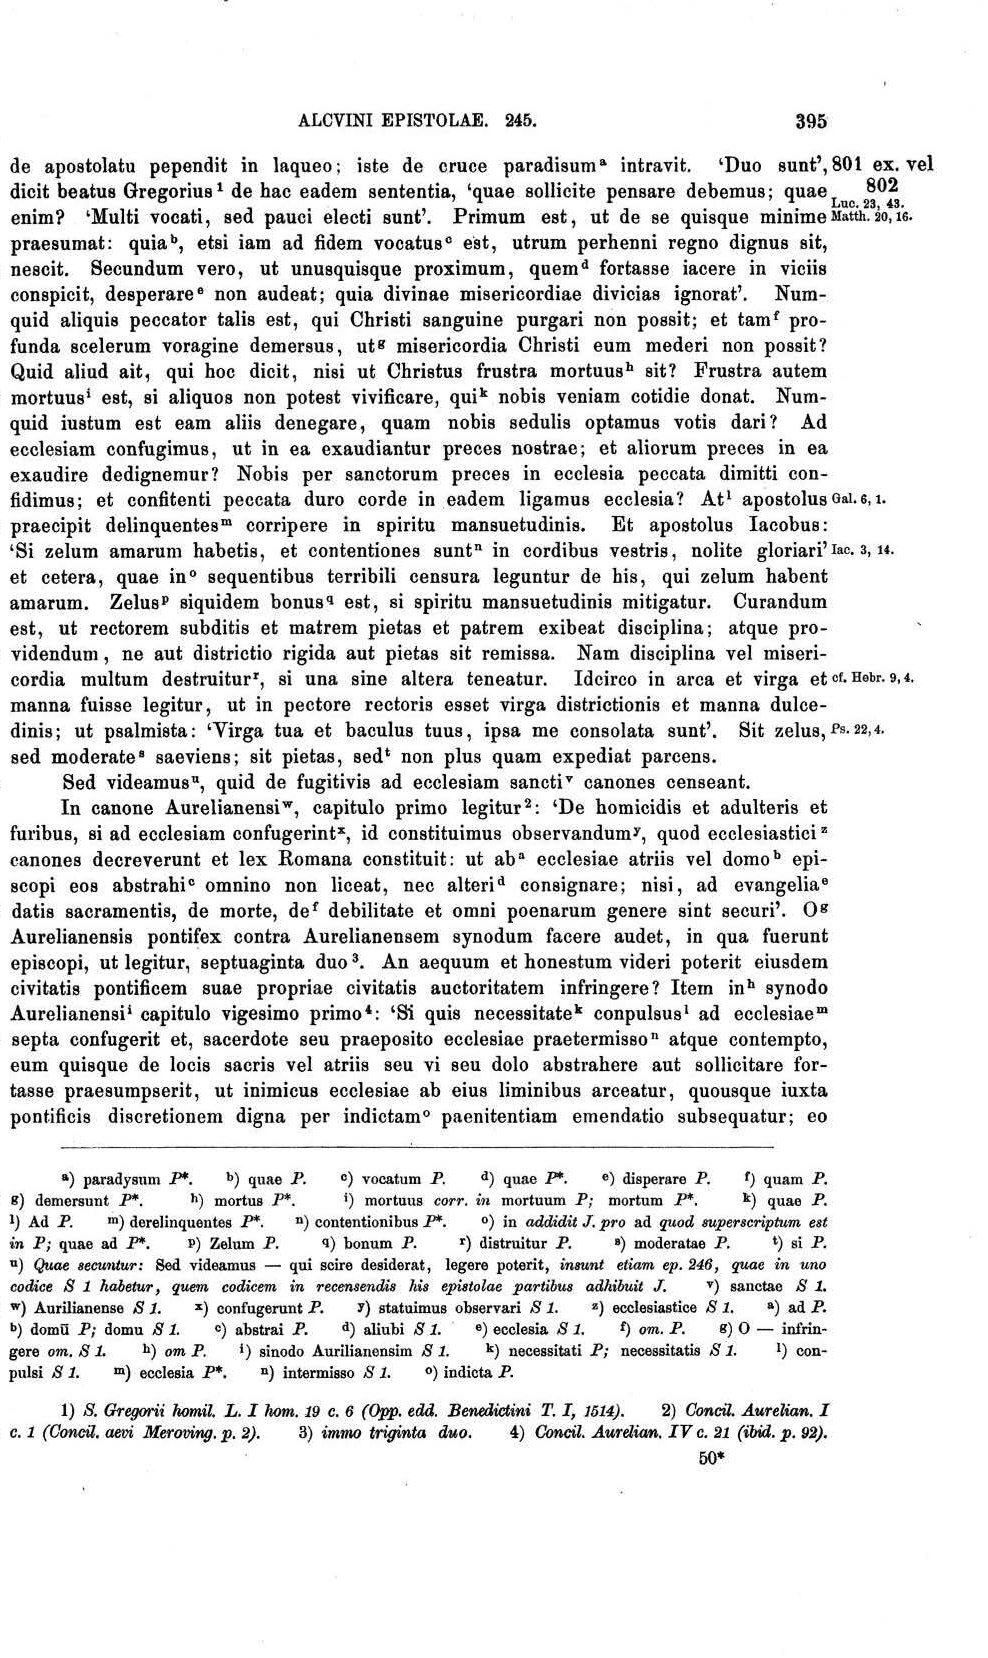 ALCVINI EPISTOLAE. 245. 395
de apostolatu pependit in laqueo; iste de cruce paradisum a intravit. ‘Duo sunt’, 801 ex. vel
dicit beatus Gregorius 1 de hac eadem sententia, ‘quae sollicite pensare debemus; quae 802
Luc. 23, 43.
enim? ‘Multi vocati, sed pauci electi sunt’. Primum est, ut de se quisque minime Matth. 20, 16.
praesumat: quia b, etsi iam ad fidem vocatus c est, utrum perhenni regno dignus sit,
nescit. Secundum vero, ut unusquisque proximum, quem d fortasse iacere in viciis
conspicit, desperare e non audeat; quia divinae misericordiae divicias ignorat’. Num-
quid aliquis peccator talis est, qui Christi sanguine purgari non possit; et tam f pro-
funda scelerum voragine demersus, ut g misericordia Christi eum mederi non possit?
Quid aliud ait, qui hoc dicit, nisi ut Christus frustra mortuus h sit? Frustra autem
mortuus i est, si aliquos non potest vivificare, qui k nobis veniam cotidie donat. Num-
quid iustum est eam aliis denegare, quam nobis sedulis optamus votis dari? Ad
ecclesiam confugimus, ut in ea exaudiantur preces nostrae; et aliorum preces in ea
exaudire dedignemur? Nobis per sanctorum preces in ecclesia peccata dimitti con-
fidimus; et confitenti peccata duro corde in eadem ligamus ecclesia? At l apostolus Gal. 6, 1.
praecipit delinquentes m corripere in spiritu mansuetudinis. Et apostolus Iacobus:
‘Si zelum amarum habetis, et contentiones sunt n in cordibus vestris, nolite gloriari’ Iac. 3, 14.
et cetera, quae in o sequentibus terribili censura leguntur de his, qui zelum habent
amarum. Zelus p siquidem bonus q est, si spiritu mansuetudinis mitigatur. Curandum
est, ut rectorem subditis et matrem pietas et patrem exibeat disciplina; atque pro-
videndum, ne aut districtio rigida aut pietas sit remissa. Nam disciplina vel miseri-
cordia multum destruitur r, si una sine altera teneatur. Idcirco in arca et virga et cf. Hebr. 9, 4.
manna fuisse legitur, ut in pectore rectoris esset virga districtionis et manna dulce-
dinis; ut psalmista: ‘Virga tua et baculus tuus, ipsa me consolata sunt’. Sit zelus, Ps. 22, 4.
sed moderate s saeviens; sit pietas, sed t non plus quam expediat parcens.
Sed videamus u, quid de fugitivis ad ecclesiam sancti v canones censeant.
In canone Aurelianensi w, capitulo primo legitur 2: ‘De homicidis et adulteris et
furibus, si ad ecclesiam confugerint x, id constituimus observandum y, quod ecclesiastici z
canones decreverunt et lex Romana constituit: ut ab a ecclesiae atriis vel domo b epi-
scopi eos abstrahi c omnino non liceat, nec alteri d consignare; nisi, ad evangelia e
datis sacramentis, de morte, de f debilitate et omni poenarum genere sint securi’. O g
Aurelianensis pontifex contra Aurelianensem synodum facere audet, in qua fuerunt
episcopi, ut legitur, septuaginta duo 3. An aequum et honestum videri poterit eiusdem
civitatis pontificem suae propriae civitatis auctoritatem infringere? Item in h synodo
Aurelianensi i capitulo vigesimo primo 4: ‘Si quis necessitate k conpulsus l ad ecclesiae m
septa confugerit et, sacerdote seu praeposito ecclesiae praetermisso n atque contempto,
eum quisque de locis sacris vel atriis seu vi seu dolo abstrahere aut sollicitare for-
tasse praesumpserit, ut inimicus ecclesiae ab eius liminibus arceatur, quousque iuxta
pontificis discretionem digna per indictam o paenitentiam emendatio subsequatur; eo
a) paradysum P*. b) quae P. c) vocatum P. d) quae P*. e) disperare P. f) quam P.
g) demersunt P*. h) mortus P*. i) mortuus corr. in mortuum P; mortum P*. k) quae P.
l) Ad P. m) derelinquentes P*. n) contentionibus P*. o) in addidit J. pro ad quod superscriptum est
in P; quae ad P*. p) Zelum P. q) bonum P. r) distruitur P. s) moderatae P. t) si P.
u) Quae secuntur: Sed videamus — qui scire desiderat, legere poterit, insunt etiam ep. 246, quae in uno
codice S 1 habetur, quem codicem in recensendis his epistolae partibus adhibuit J. v) sanctae S 1.
w) Aurilianense S 1. x) confugerunt P. y) statuimus observari S 1. z) ecclesiastice S 1. a) ad P.
b) domū P; domu S 1. c) abstrai P. d) aliubi S 1. e) ecclesia S 1. f) om. P. g) O — infrin-
gere om. S 1. h) om P. i) sinodo Aurilianensim S 1. k) necessitati P; necessitatis S 1. l) con-
pulsi S 1. m) ecclesia P*. n) intermisso S 1. o) indicta P.
1) S. Gregorii homil. L. I hom. 19 c. 6 (Opp. edd. Benedictini T. I, 1514). 2) Concil. Aurelian. I
c. 1 (Concil. aevi Meroving. p. 2). 3) immo triginta duo. 4) Concil. Aurelian. IV c. 21 (ibid. p. 92).
50*